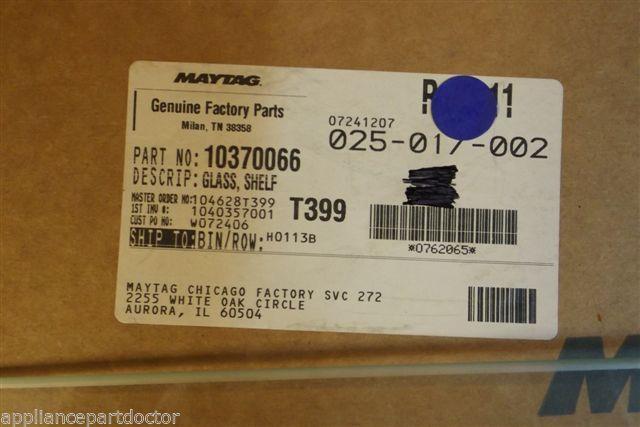 MAYTAG
Genuine Factory Parts
Milan, TN 38358
07241207
025-017-002
PART NO: 10370066
DESCRIP: GLASS, SHELF
MASTER ORDER NO: 104628T399
1ST INV #: 1040357001
CUST PO NO: W072406
T399
SHIP TO: BIN/ROW: H0113B
*0762065*
MAYTAG CHICAGO FACTORY SVC 272
2255 WHITE OAK CIRCLE
AURORA, IL 60504
appliancepartdoctor